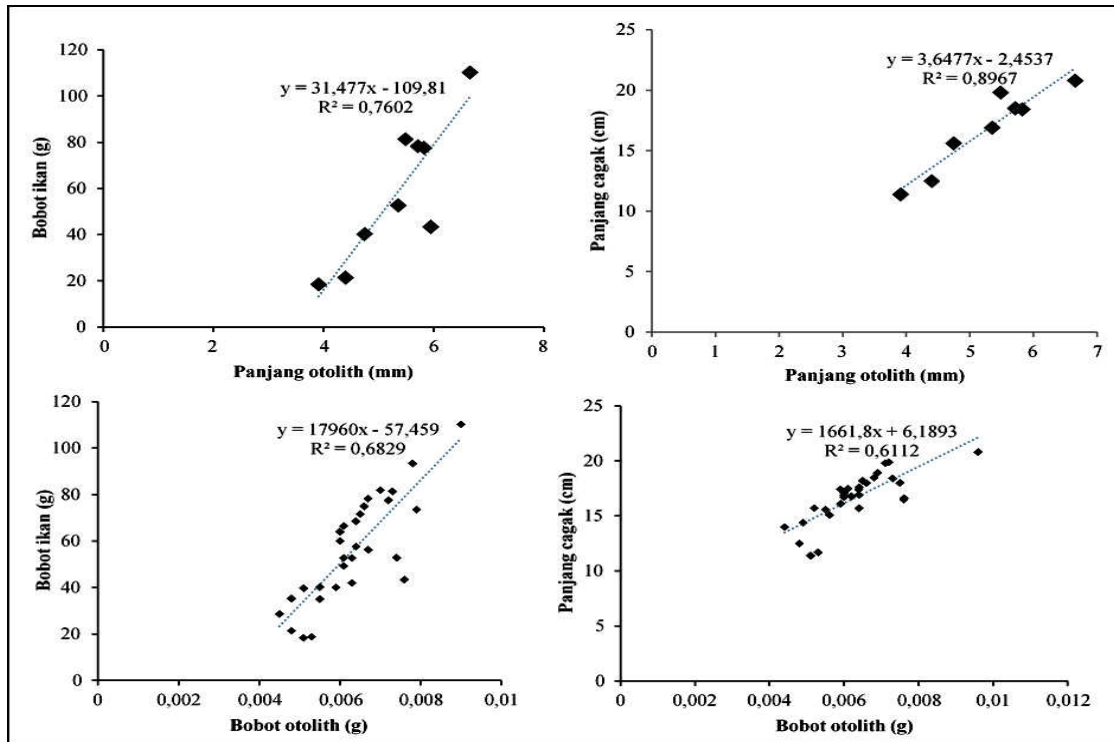 y = 31,477x - 109,81
R² = 0,7602
Bobot ikan (g)
120
100
80
60
40
20
0
0 2 4 6 8
Panjang otolith (mm)
y = 3,6477x - 2,4537
R² = 0,8967
Panjang cagak (cm)
25
20
15
10
5
0
0 1 2 3 4 5 6 7
Panjang otolith (mm)
y = 17960x - 57,459
R² = 0,6829
Bobot ikan (g)
120
100
80
60
40
20
0
0 0,002 0,004 0,006 0,008 0,01
Bobot otolith (g)
y = 1661,8x + 6,1893
R² = 0,6112
Panjang cagak (cm)
25
20
15
10
5
0
0 0,002 0,004 0,006 0,008 0,01 0,012
Bobot otolith (g)